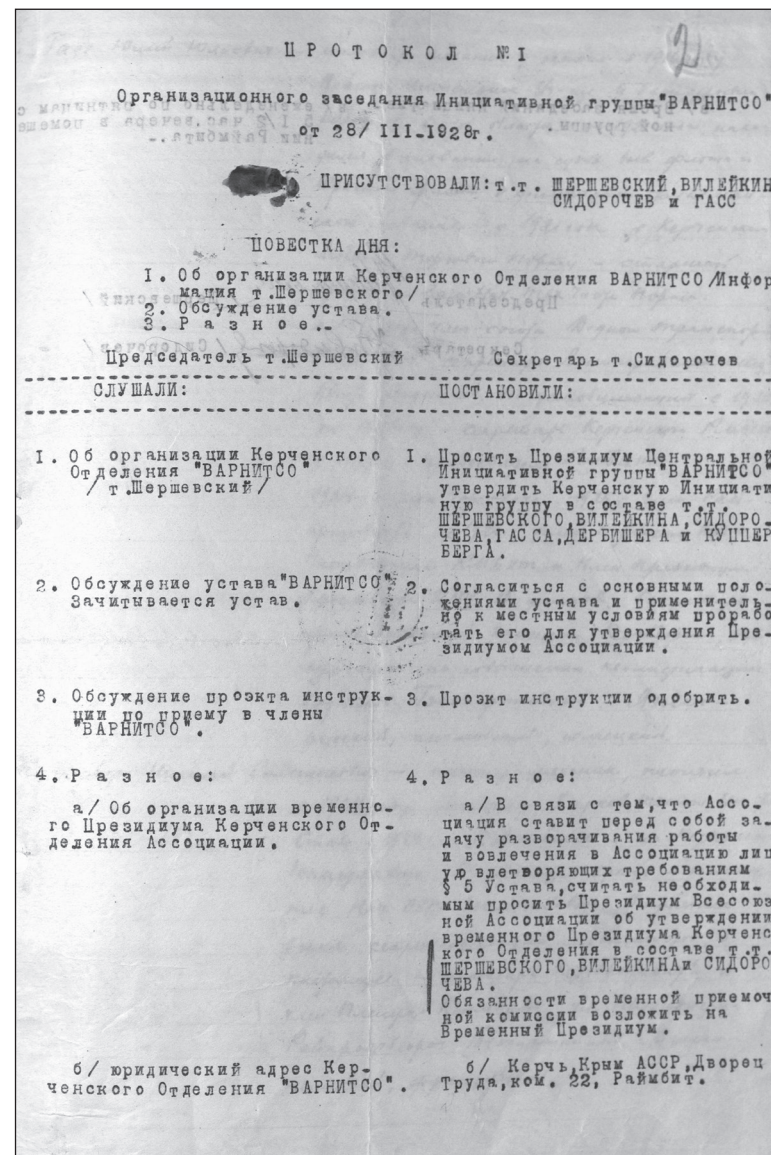 2
ПРОТОКОЛ №I
Организационного заседания Инициативной группы "ВАРНИТСО"
от 28/ III-1928г.
ПРИСУТСТВОВАЛИ: т.т. ШЕРШЕВСКИЙ, ВИЛЕЙКИН
СИДОРОЧЕВ и ГАСС
ПОВЕСТКА ДНЯ:
I. Об организации Керченского Отделения ВАРНИТСО /Инфор
мация т.Шершевского/
2. Обсуждение устава.
3. Разное.-
Председатель т.Шершевский Секретарь т.Сидорочев
СЛУШАЛИ: ПОСТАНОВИЛИ:
I. Об организации Керченского
Отделения "ВАРНИТСО"
/ т.Шершевский/
I. Просить Президиум Центральной
Инициативной группы "ВАРНИТСО"
утвердить Керченскую Инициатив
ную группу в составе т.т.
ШЕРШЕВСКОГО, ВИЛЕЙКИНА, СИДОРО-
ЧЕВА, ГАССА, ДЕРБИШЕРА и КУППЕР
БЕРГА.
2. Обсуждение устава "ВАРНИТСО"
Зачитывается устав.
2. Согласиться с основными поло-
жениями устава и применитель-
но к местным условиям прорабо
тать его для утверждения Пре-
зидиумом Ассоциации.
3. Обсуждение проэкта инструк-
ции по приему в члены
"ВАРНИТСО".
3. Проэкт инструкции одобрить.
4. Разное:
а/ Об организации временно-
го Президиума Керченского От-
деления Ассоциации.
4. Разное:
а/ В связи с тем, что Ассо-
циация ставит перед собой за-
дачу разворачивания работы
и вовлечения в Ассоциацию лиц
удовлетворяющих требованиям
§ 5 Устава, считать необходи-
мым просить Президиум Всесоюз
ной Ассоциации об утверждении
временного Президиума Керченс
кого Отделения в составе т.т.
ШЕРШЕВСКОГО, ВИЛЕЙКИНА и СИДОРО
ЧЕВА.
Обязанности временной приемоч
ной комиссии возложить на
Временный Президиум.
б/ юридический адрес Кер-
ченского Отделения "ВАРНИТСО".
б/ Керчь, Крым АССР, Дворец
Труда, ком. 22, Раймбит.